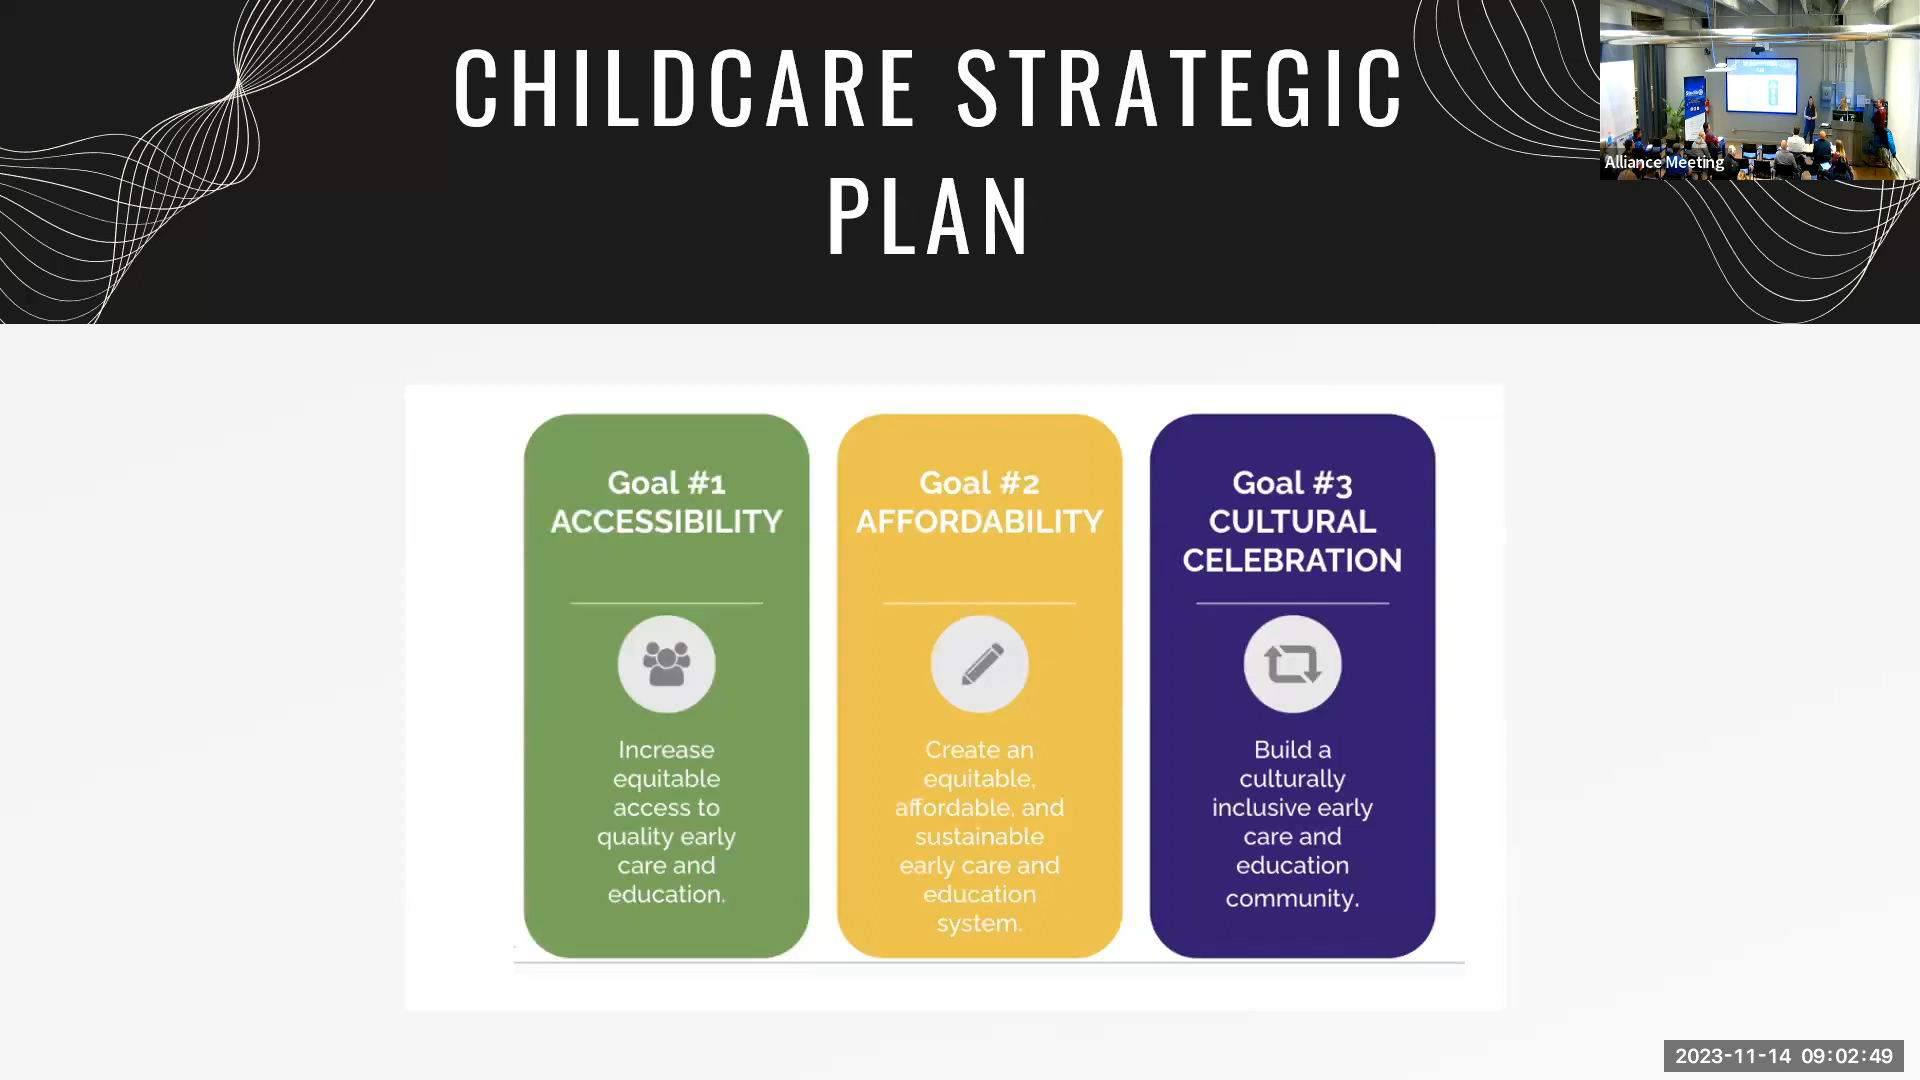 CHILDCARE STRATEGIC
PLAN
Alliance Meeting
Goal #1
ACCESSIBILITY
Increase
equitable
access to
quality early
care and
education.
Goal #2
AFFORDABILITY
Create an
equitable,
affordable, and
sustainable
early care and
education
system.
Goal #3
CULTURAL
CELEBRATION
Build a
culturally
inclusive early
care and
education
community.
2023-11-14 09:02:49